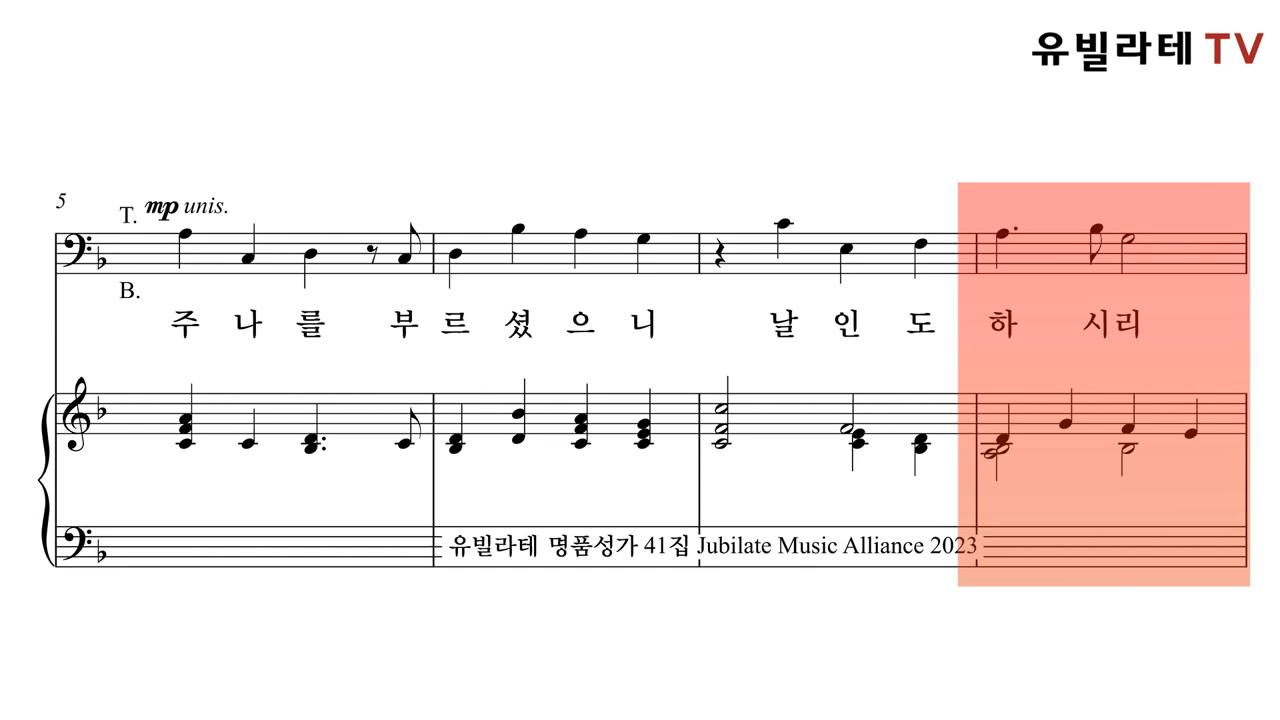 유빌라테 TV
5
T. mp unis.
B.
주 나 를 부 르 셨 으 니 날 인 도 하 시 리
유빌라테 명품성가 41집 Jubilate Music Alliance 2023